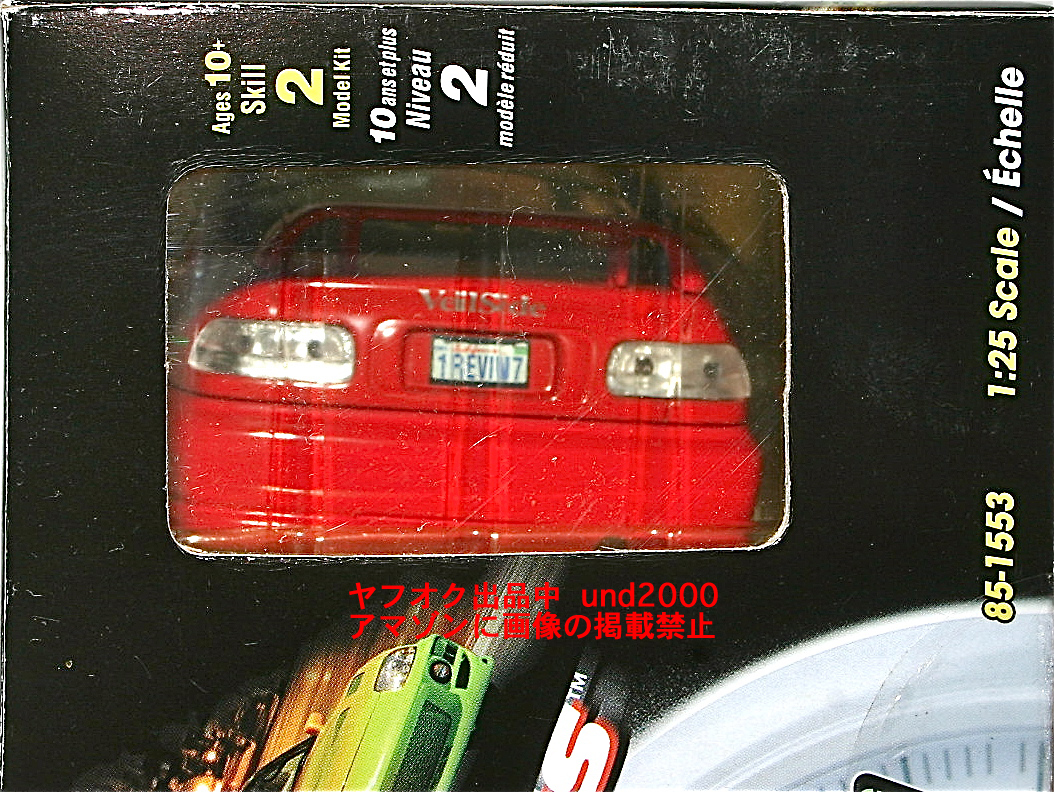 Ages 10+
Skill
2
Model Kit
10 ans et plus
Niveau
2
modèle réduit
1:25 Scale / Échelle
85-1553
VeilSide
1REVIW7
ヤフオク出品中 und2000
アマゾンに画像の掲載禁止
S™